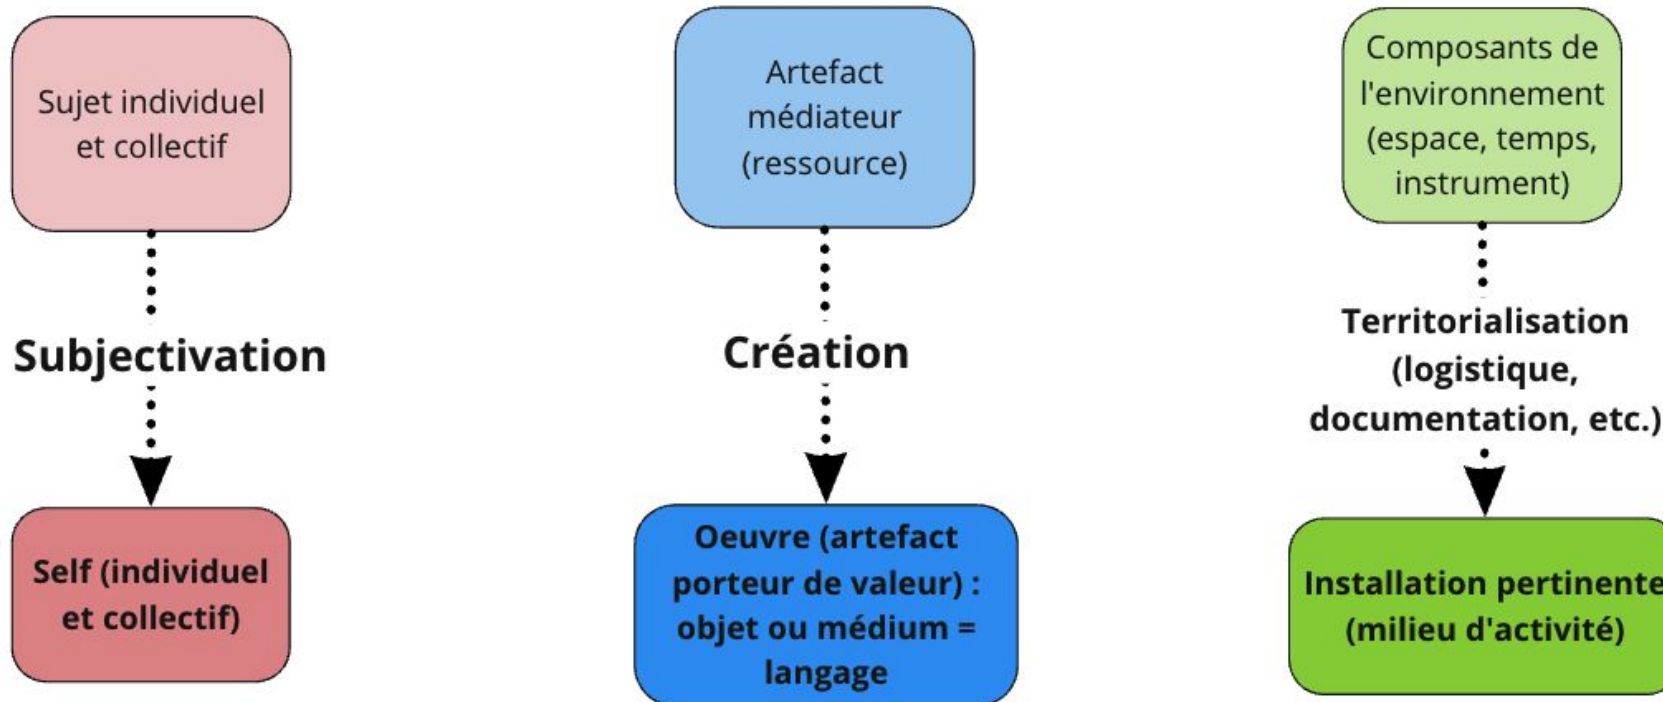 Sujet individuel
et collectif
Subjectivation
Self (individuel
et collectif)
Artefact
médiateur
(ressource)
Création
Oeuvre (artefact
porteur de valeur) :
objet ou médium =
langage
Composants de
l'environnement
(espace, temps,
instrument)
Territorialisation
(logistique,
documentation, etc.)
Installation pertinente
(milieu d'activité)